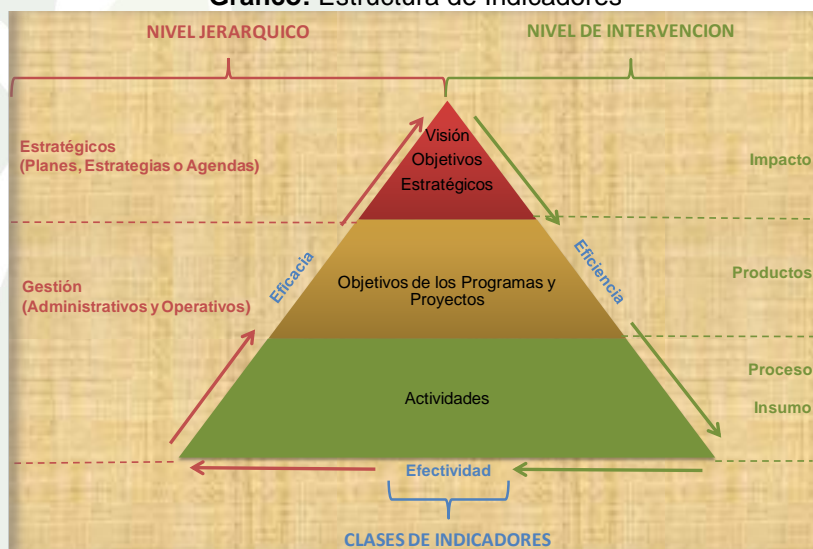 Gráfico: Estructura de Indicadores
NIVEL JERARQUICO
NIVEL DE INTERVENCION
Estratégicos
(Planes, Estrategias o Agendas)
Visión
Objetivos
Estratégicos
Impacto
Eficacia
Eficiencia
Gestión
(Administrativos y Operativos)
Objetivos de los Programas y
Proyectos
Productos
Proceso
Actividades
Insumo
Efectividad
CLASES DE INDICADORES